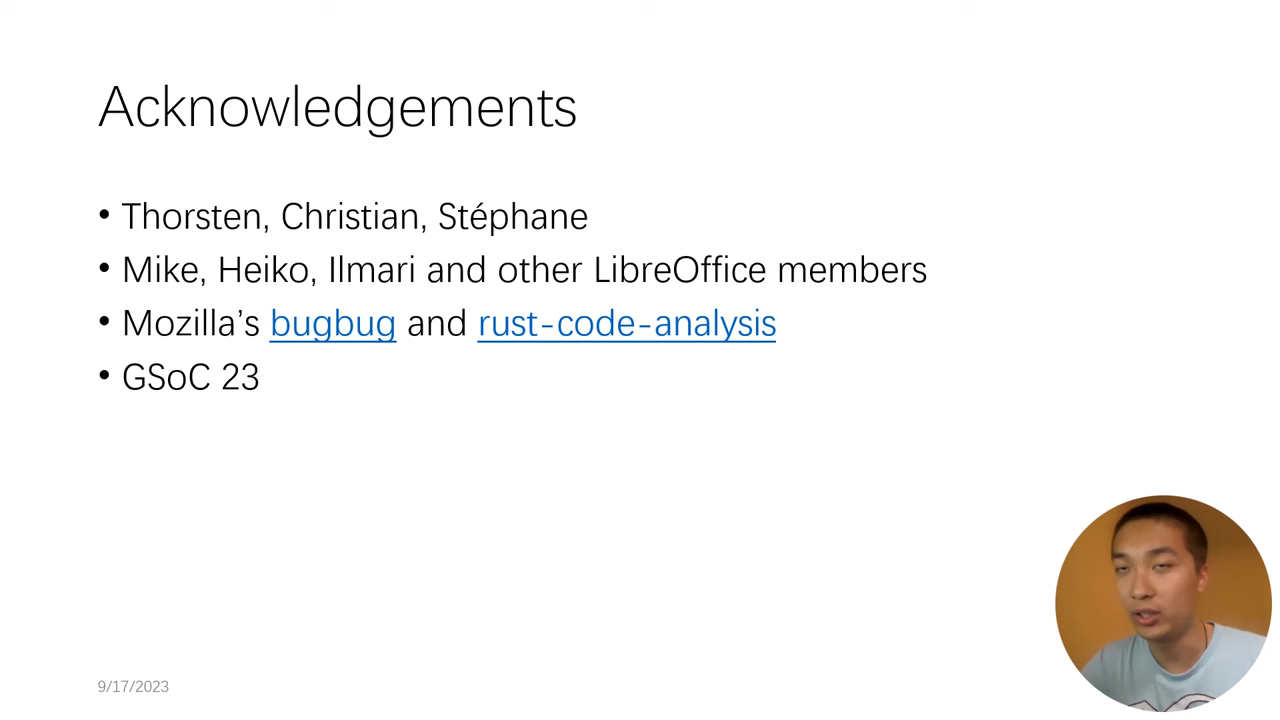 Acknowledgements
• Thorsten, Christian, Stéphane
• Mike, Heiko, Ilmari and other LibreOffice members
• Mozilla’s bugbug and rust-code-analysis
• GSoC 23
9/17/2023